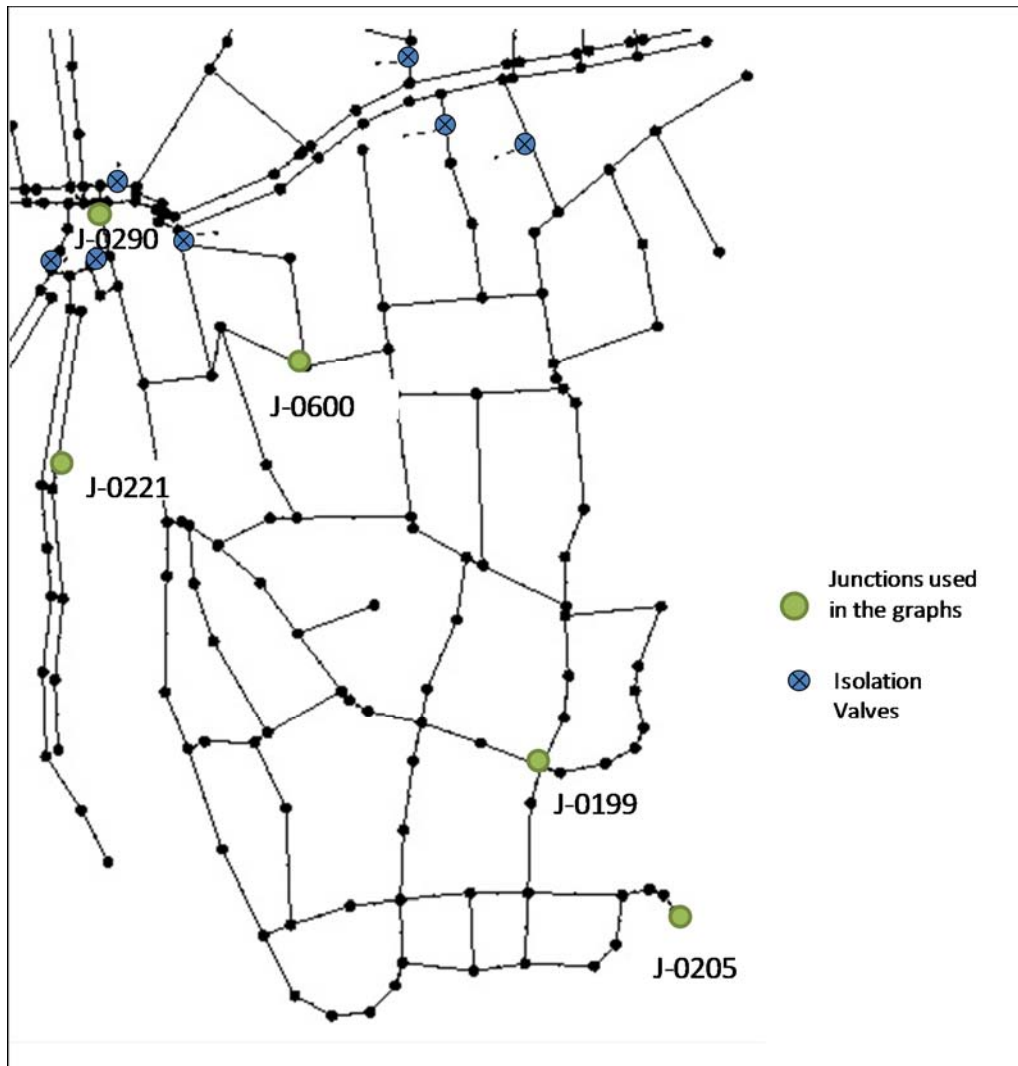 J-0290
J-0600
J-0221
Junctions used
in the graphs
Isolation
Valves
J-0199
J-0205